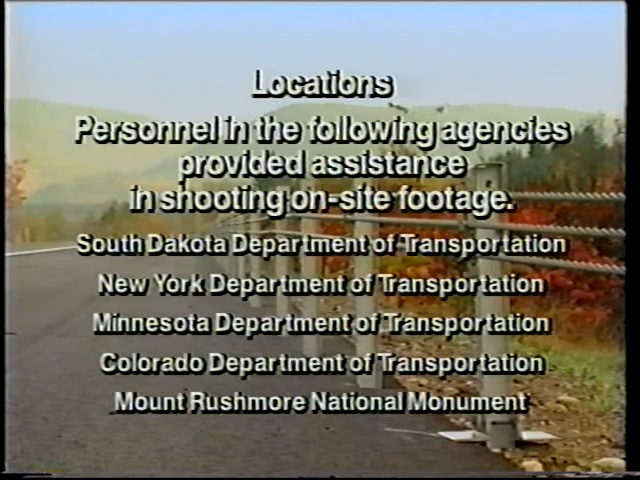 Locations
Personnel in the following agencies
provided assistance
in shooting on-site footage.
South Dakota Department of Transportation
New York Department of Transportation
Minnesota Department of Transportation
Colorado Department of Transportation
Mount Rushmore National Monument